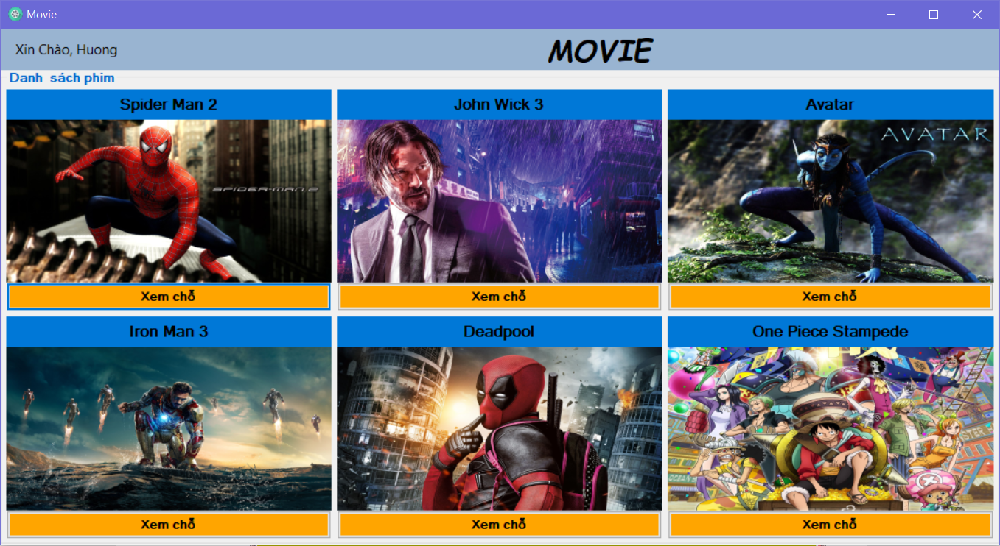 Movie
Xin Chào, Huong
MOVIE
Danh sách phim
Spider Man 2
John Wick 3
Avatar
SPIDER-MAN 2
AVATAR
Xem chỗ
Xem chỗ
Xem chỗ
Iron Man 3
Deadpool
One Piece Stampede
Xem chỗ
Xem chỗ
Xem chỗ